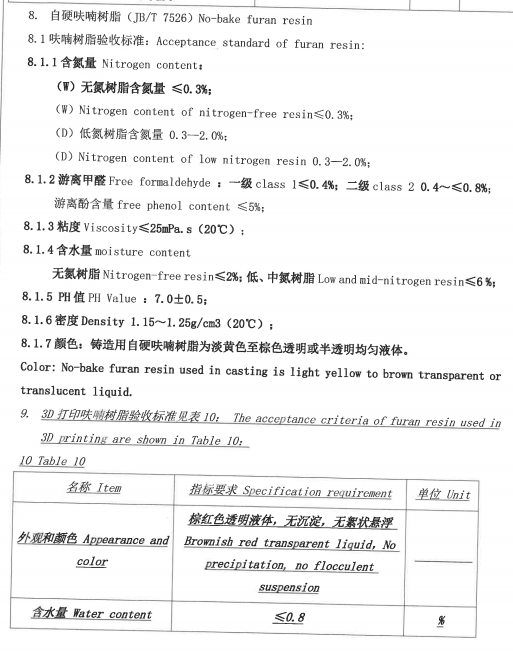 8. 自硬呋喃树脂（JB/T 7526）No-bake furan resin
8.1 呋喃树脂验收标准：Acceptance standard of furan resin:
8.1.1 含氮量 Nitrogen content:
（W）无氮树脂含氮量 ≤0.3%;
（W）Nitrogen content of nitrogen-free resin≤0.3%;
（D）低氮树脂含氮量 0.3—2.0%;
（D）Nitrogen content of low nitrogen resin 0.3—2.0%;
8.1.2 游离甲醛 Free formaldehyde ：一级 class 1≤0.4%; 二级 class 2 0.4～≤0.8%;
游离酚含量 free phenol content ≤5%;
8.1.3 粘度 Viscosity≤25mPa.s（20℃）;
8.1.4 含水量 moisture content
无氮树脂 Nitrogen-free resin≤2%; 低、中氮树脂 Low and mid-nitrogen resin≤6%;
8.1.5 PH 值 PH Value ：7.0±0.5;
8.1.6 密度 Density 1.15～1.25g/cm3（20℃）;
8.1.7 颜色：铸造用自硬呋喃树脂为淡黄色至棕色透明或半透明均匀液体。
Color: No-bake furan resin used in casting is light yellow to brown transparent or
translucent liquid.
9. 3D 打印呋喃树脂验收标准见表 10： The acceptance criteria of furan resin used in
3D printing are shown in Table 10:
10 Table 10
名称 Item 指标要求 Specification requirement 单位 Unit
外观和颜色 Appearance and
color
棕红色透明液体，无沉淀，无絮状悬浮
Brownish red transparent liquid, No
precipitation, no flocculent
suspension
含水量 Water content ≤0.8 %